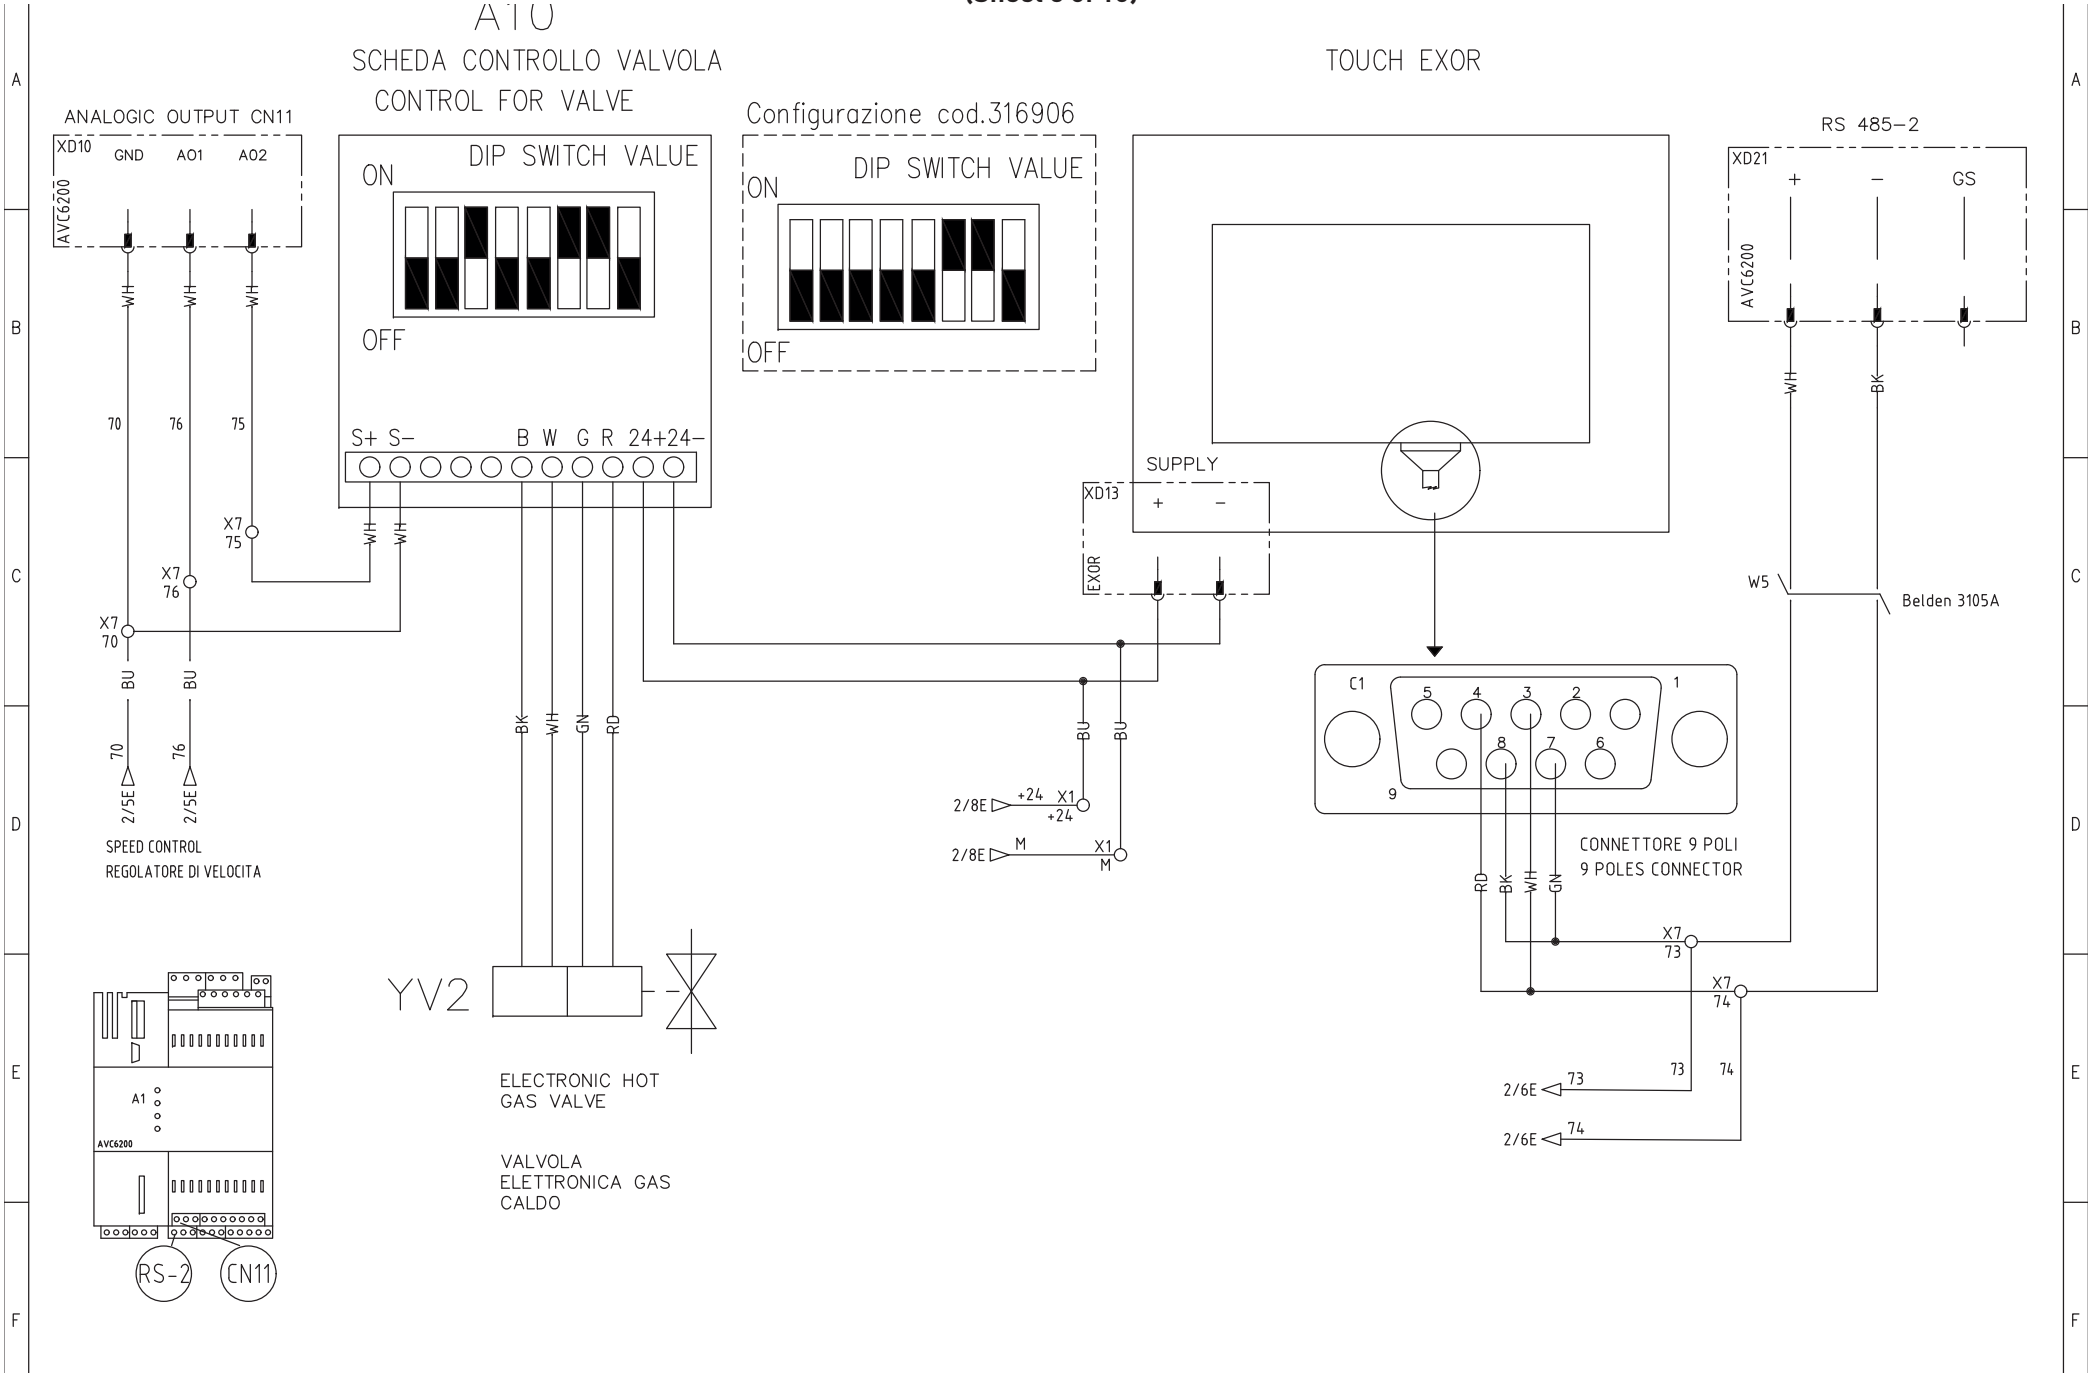 A10
SCHEDA CONTROLLO VALVOLA
CONTROL FOR VALVE
TOUCH EXOR
A
A
ANALOGIC OUTPUT CN11
XD10
GND
AO1
AO2
AVC6200
DIP SWITCH VALUE
ON
OFF
Configurazione cod.316906
DIP SWITCH VALUE
ON
OFF
RS 485-2
XD21
+
-
GS
AVC6200
B
B
WH
WH
WH
WH
BK
70
76
75
S+ S- B W G R 24+24-
SUPPLY
XD13
+
-
EXOR
X7
75
WH
WH
X7
76
X7
70
C
C
W5
Belden 3105A
BU
BU
BK
WH
GN
RD
BU
BU
C1
1
5
4
3
2
8
7
6
9
70
76
2/5E
2/5E
2/8E
+24
X1
+24
2/8E
M
X1
M
D
D
SPEED CONTROL
REGOLATORE DI VELOCITA
CONNETTORE 9 POLI
9 POLES CONNECTOR
RD
BK
WH
GN
X7
73
X7
74
YV2
E
E
73
74
2/6E
73
2/6E
74
ELECTRONIC HOT
GAS VALVE
A1
AVC6200
VALVOLA
ELETTRONICA GAS
CALDO
RS-2
CN11
F
F